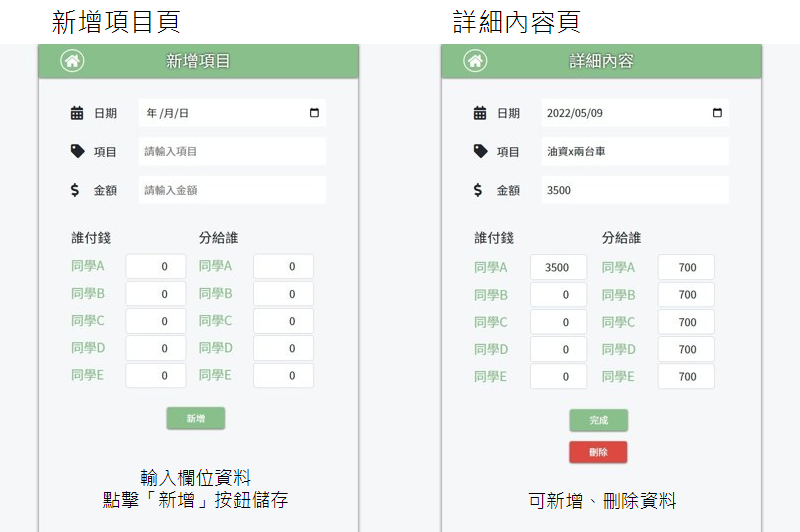 新增項目頁
新增項目
日期 年 /月/日
項目 請輸入項目
金額 請輸入金額
誰付錢 分給誰
同學A 0 同學A 0
同學B 0 同學B 0
同學C 0 同學C 0
同學D 0 同學D 0
同學E 0 同學E 0
新增
輸入欄位資料
點擊「新增」按鈕儲存
詳細內容頁
詳細內容
日期 2022/05/09
項目 油資x兩台車
金額 3500
誰付錢 分給誰
同學A 3500 同學A 700
同學B 0 同學B 700
同學C 0 同學C 700
同學D 0 同學D 700
同學E 0 同學E 700
完成
刪除
可新增、刪除資料